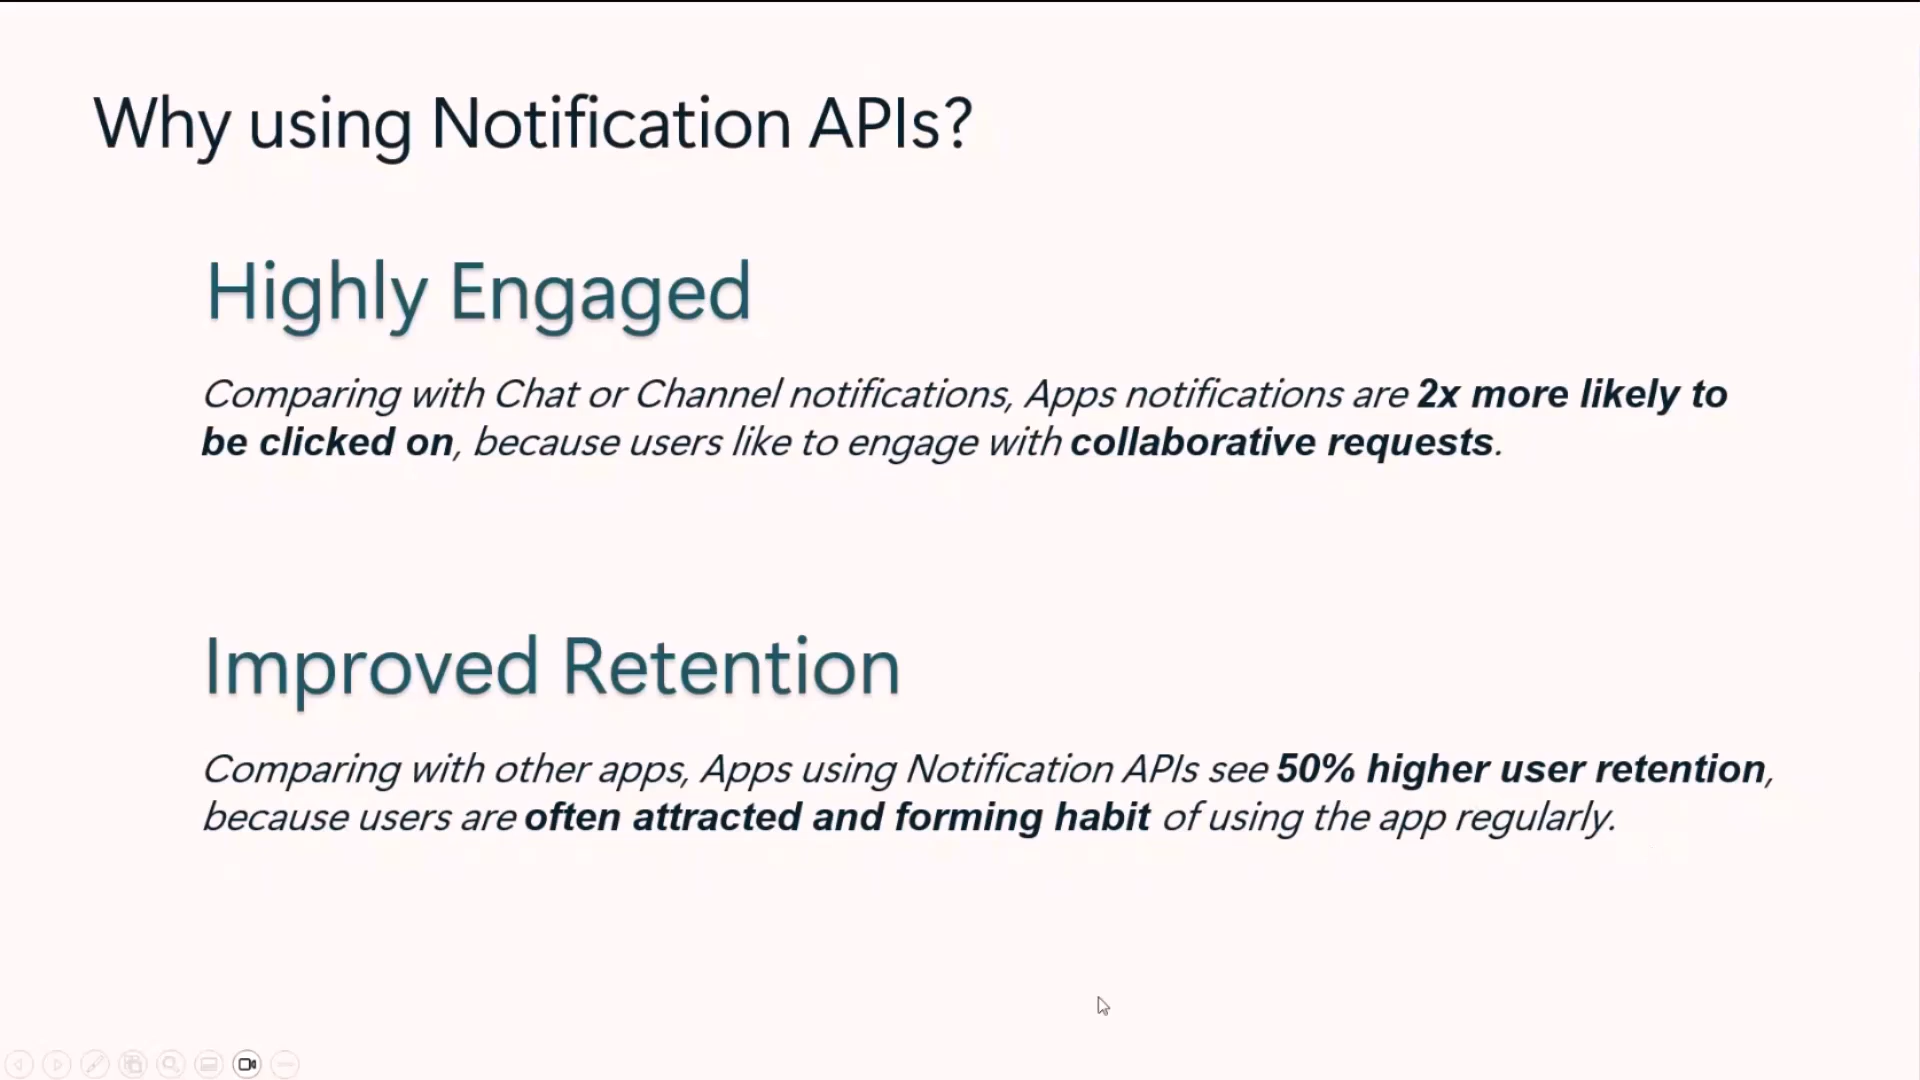 Why using Notification APIs?
Highly Engaged
Comparing with Chat or Channel notifications, Apps notifications are 2x more likely to
be clicked on, because users like to engage with collaborative requests.
Improved Retention
Comparing with other apps, Apps using Notification APIs see 50% higher user retention,
because users are often attracted and forming habit of using the app regularly.